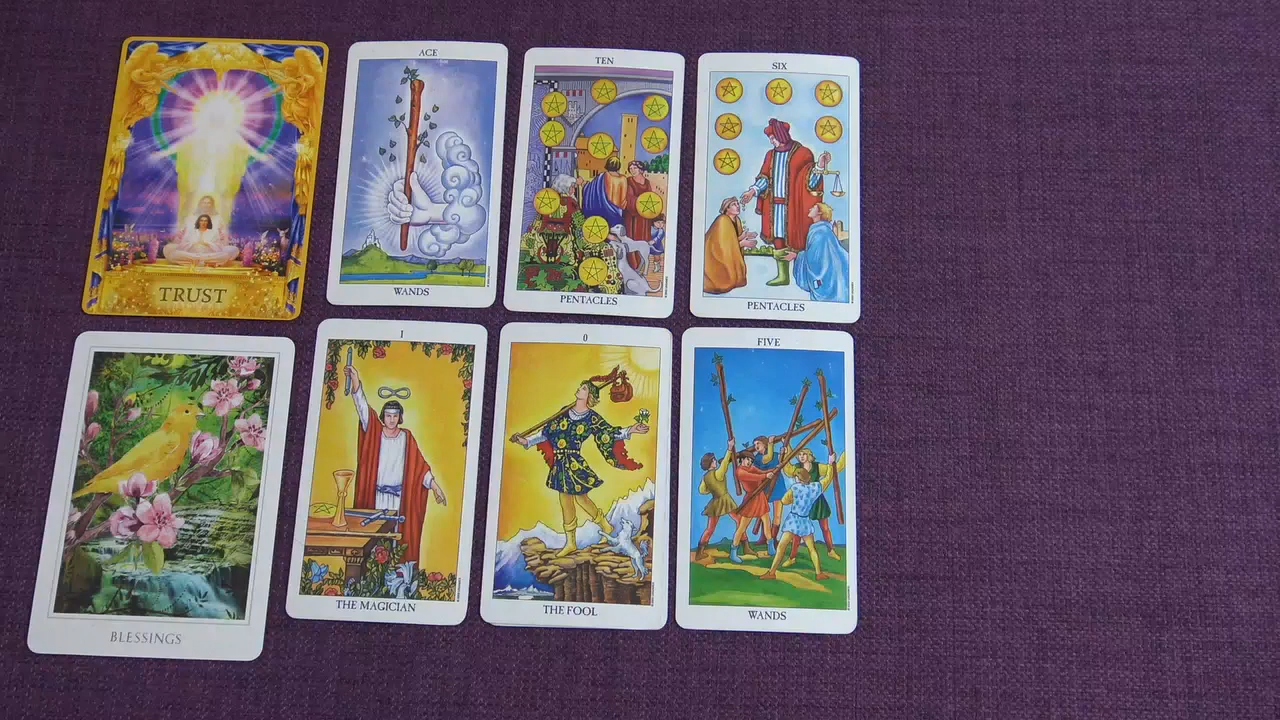 TRUST
ACE
WANDS
TEN
PENTACLES
SIX
PENTACLES
BLESSINGS
I
THE MAGICIAN
0
THE FOOL
FIVE
WANDS